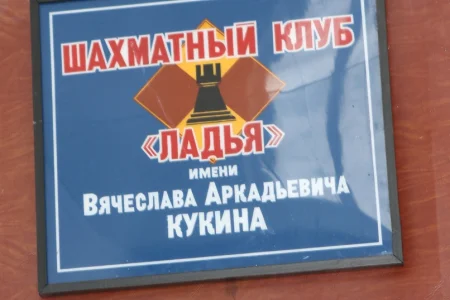 ШАХМАТНЫЙ КЛУБ
«ЛАДЬЯ»
ИМЕНИ
ВЯЧЕСЛАВА АРКАДЬЕВИЧА
КУКИНА